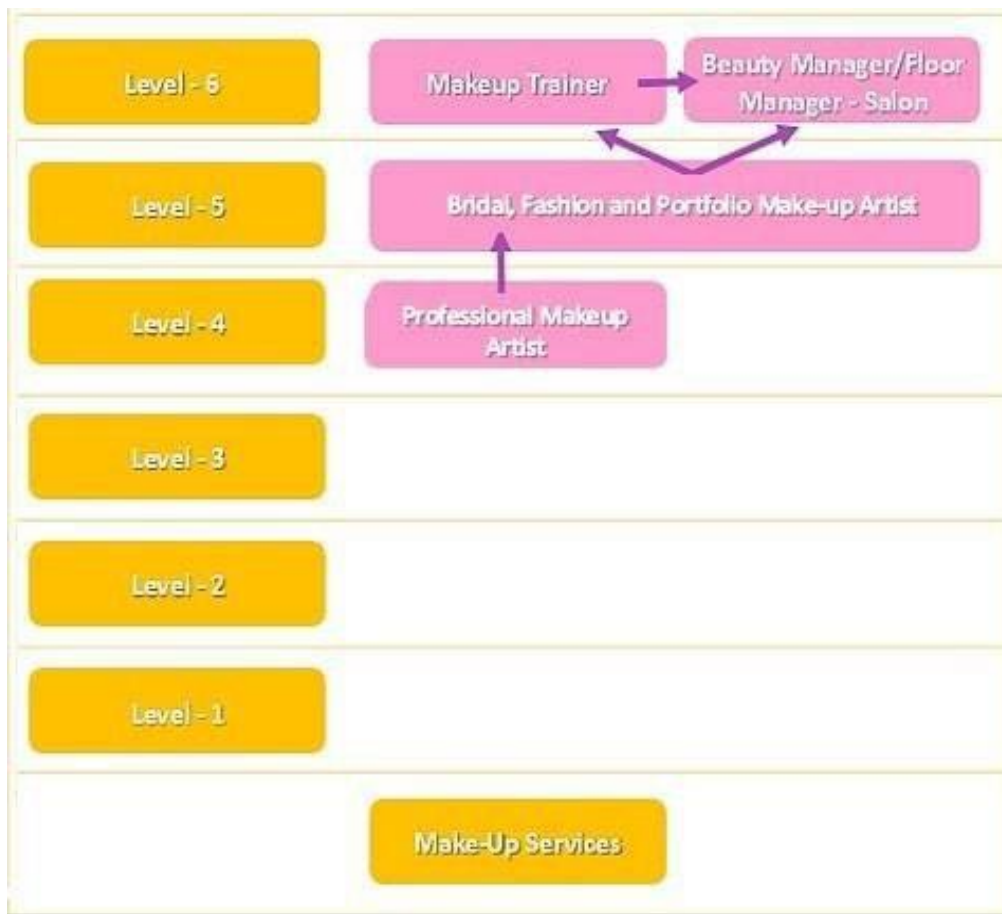 Level - 6
Makeup Trainer
Beauty Manager/Floor
Manager - Salon
Level - 5
Bridal, Fashion and Portfolio Make-up Artist
Level - 4
Professional Makeup
Artist
Level - 3
Level - 2
Level - 1
Make-Up Services